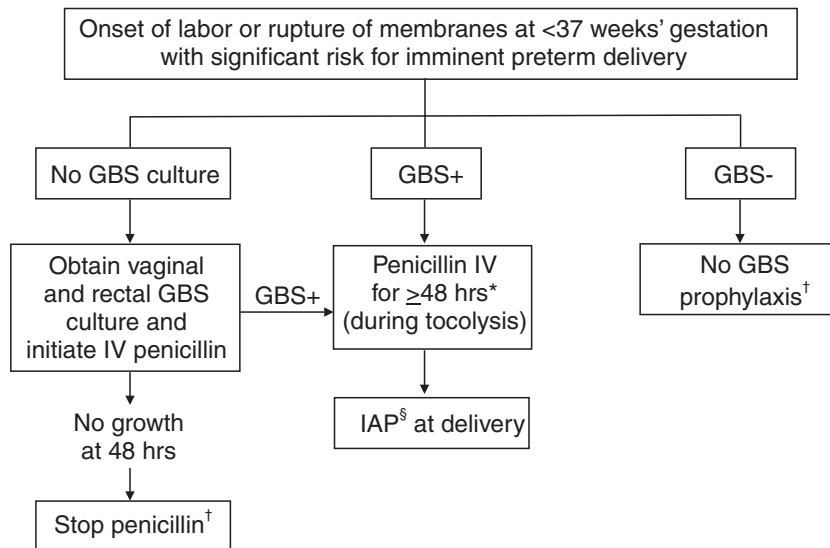 Onset of labor or rupture of membranes at <37 weeks' gestation
with significant risk for imminent preterm delivery
No GBS culture
GBS+
GBS-
Obtain vaginal
and rectal GBS
culture and
initiate IV penicillin
GBS+
Penicillin IV
for ≥48 hrs*
(during tocolysis)
No GBS
prophylaxis†
No growth
at 48 hrs
IAP§ at delivery
Stop penicillin†